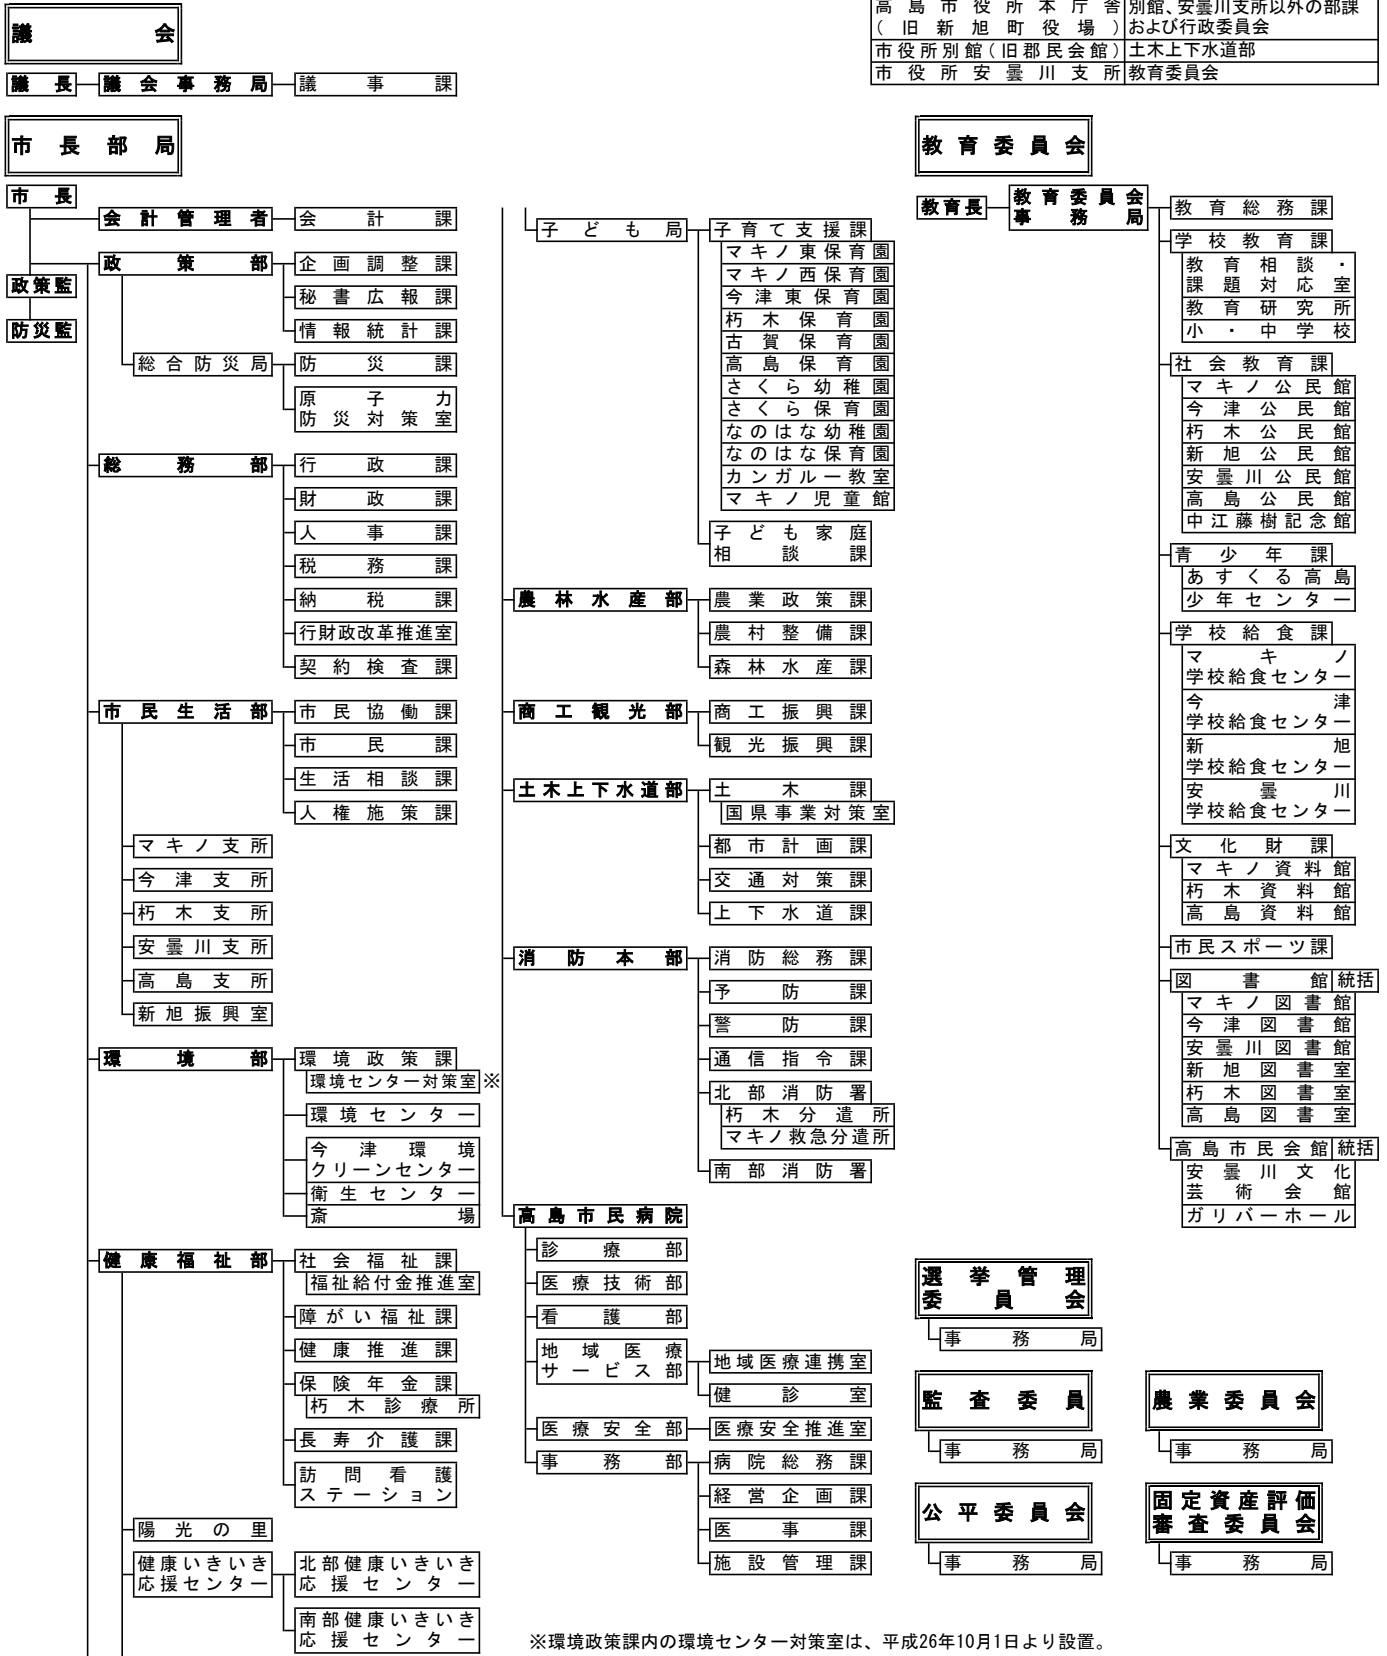 高島市役所本庁舎
(旧新旭町役場)
別館、安曇川支所以外の部課
および行政委員会
市役所別館(旧郡民会館)
土木上下水道部
市役所安曇川支所
教育委員会
議会
議長
議会事務局
議事課
市長部局
市長
会計管理者
会計課
政策監
防災監
政策部
企画調整課
秘書広報課
情報統計課
総合防災局
防災課
原子力
防災対策室
総務部
行政課
財政課
人事課
税務課
納税課
行財政改革推進室
契約検査課
市民生活部
市民協働課
市民課
生活相談課
人権施策課
マキノ支所
今津支所
朽木支所
安曇川支所
高島支所
新旭振興室
環境部
環境政策課
環境センター対策室※
環境センター
今津環境
クリーンセンター
衛生センター
斎場
健康福祉部
社会福祉課
福祉給付金推進室
障がい福祉課
健康推進課
保険年金課
朽木診療所
長寿介護課
訪問看護
ステーション
陽光の里
健康いきいき
応援センター
北部健康いきいき
応援センター
南部健康いきいき
応援センター
子ども局
子育て支援課
マキノ東保育園
マキノ西保育園
今津東保育園
朽木保育園
古賀保育園
高島保育園
さくら幼稚園
さくら保育園
なのはな幼稚園
なのはな保育園
カンガルー教室
マキノ児童館
子ども家庭
相談課
農林水産部
農業政策課
農村整備課
森林水産課
商工観光部
商工振興課
観光振興課
土木上下水道部
土木課
国県事業対策室
都市計画課
交通対策課
上下水道課
消防本部
消防総務課
予防課
警防課
通信指令課
北部消防署
朽木分遣所
マキノ救急分遣所
南部消防署
高島市民病院
診療部
医療技術部
看護部
地域医療
サービス部
地域医療連携室
健診室
医療安全部
医療安全推進室
事務部
病院総務課
経営企画課
医事課
施設管理課
教育委員会
教育長
教育委員会
事務局
教育総務課
学校教育課
教育相談・
課題対応室
教育研究所
小・中学校
社会教育課
マキノ公民館
今津公民館
朽木公民館
新旭公民館
安曇川公民館
高島公民館
中江藤樹記念館
青少年課
あすくる高島
少年センター
学校給食課
マキノ
学校給食センター
今津
学校給食センター
新旭
学校給食センター
安曇川
学校給食センター
文化財課
マキノ資料館
朽木資料館
高島資料館
市民スポーツ課
図書館 統括
マキノ図書館
今津図書館
安曇川図書館
新旭図書室
朽木図書室
高島図書室
高島市民会館 統括
安曇川文化
芸術会館
ガリバーホール
選挙管理
委員会
事務局
監査委員
事務局
農業委員会
事務局
公平委員会
事務局
固定資産評価
審査委員会
事務局
※環境政策課内の環境センター対策室は、平成26年10月1日より設置。